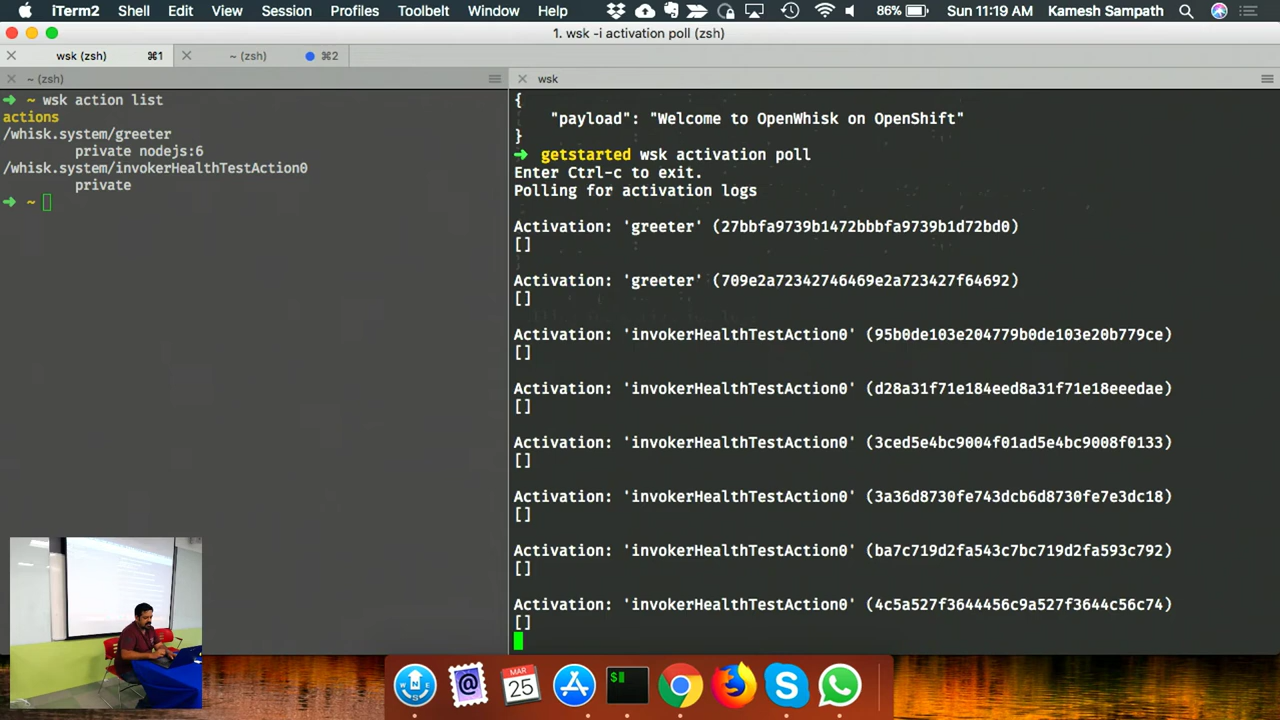 iTerm2 Shell Edit View Session Profiles Toolbelt Window Help 86% Sun 11:19 AM Kamesh Sampath
1. wsk -i activation poll (zsh)
wsk (zsh) ⌘1 ~ (zsh) ⌘2
~ (zsh)
➜ ~ wsk action list
actions
/whisk.system/greeter
private nodejs:6
/whisk.system/invokerHealthTestAction0
private
➜ ~
wsk
{
"payload": "Welcome to OpenWhisk on OpenShift"
}
➜ getstarted wsk activation poll
Enter Ctrl-c to exit.
Polling for activation logs
Activation: 'greeter' (27bbfa9739b1472bbbfa9739b1d72bd0)
[]
Activation: 'greeter' (709e2a72342746469e2a723427f64692)
[]
Activation: 'invokerHealthTestAction0' (95b0de103e204779b0de103e20b779ce)
[]
Activation: 'invokerHealthTestAction0' (d28a31f71e184eed8a31f71e18eeedae)
[]
Activation: 'invokerHealthTestAction0' (3ced5e4bc9004f01ad5e4bc9008f0133)
[]
Activation: 'invokerHealthTestAction0' (3a36d8730fe743dcb6d8730fe7e3dc18)
[]
Activation: 'invokerHealthTestAction0' (ba7c719d2fa543c7bc719d2fa593c792)
[]
Activation: 'invokerHealthTestAction0' (4c5a527f3644456c9a527f3644c56c74)
[]
MAR
25